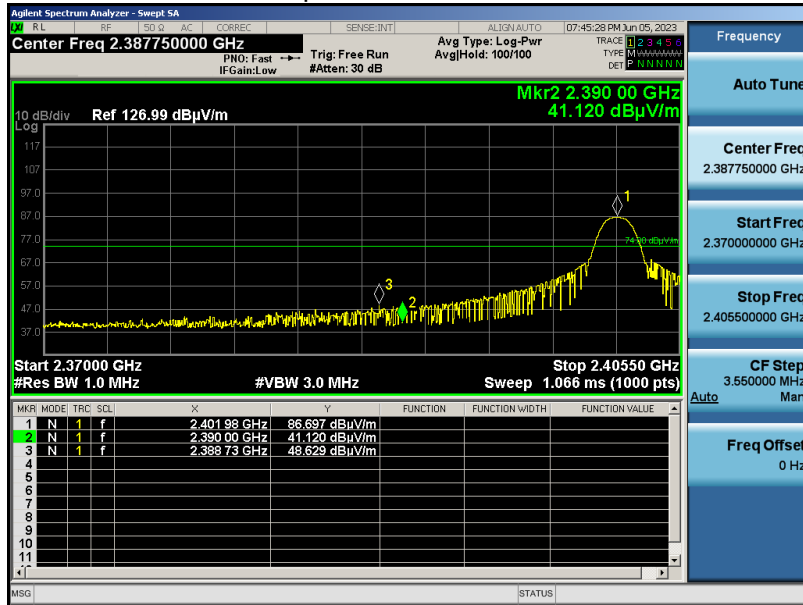 Agilent Spectrum Analyzer - Swept SA
LXI RL RF 50 Ω AC CORREC SENSE:INT ALIGN AUTO 07:45:28 PM Jun 05, 2023
Center Freq 2.387750000 GHz
PNO: Fast
IFGain:Low
Trig: Free Run
#Atten: 30 dB
Avg Type: Log-Pwr
Avg|Hold: 100/100
TRACE 1 2 3 4 5 6
TYPE M
DET P N N N N N
Mkr2 2.390 00 GHz
41.120 dBµV/m
10 dB/div Ref 126.99 dBµV/m
Log
117
107
97.0
87.0
77.0
67.0
57.0
47.0
37.0
1
74.00 dBµV/m
3
2
Start 2.37000 GHz Stop 2.40550 GHz
#Res BW 1.0 MHz #VBW 3.0 MHz Sweep 1.066 ms (1000 pts)
MKR MODE TRC SCL X Y FUNCTION FUNCTION WIDTH FUNCTION VALUE
1 N 1 f 2.401 98 GHz 86.697 dBµV/m
2 N 1 f 2.390 00 GHz 41.120 dBµV/m
3 N 1 f 2.388 73 GHz 48.629 dBµV/m
4
5
6
7
8
9
10
11
MSG STATUS
Frequency
Auto Tune
Center Freq
2.387750000 GHz
Start Freq
2.370000000 GHz
Stop Freq
2.405500000 GHz
CF Step
3.550000 MHz
Auto Man
Freq Offset
0 Hz